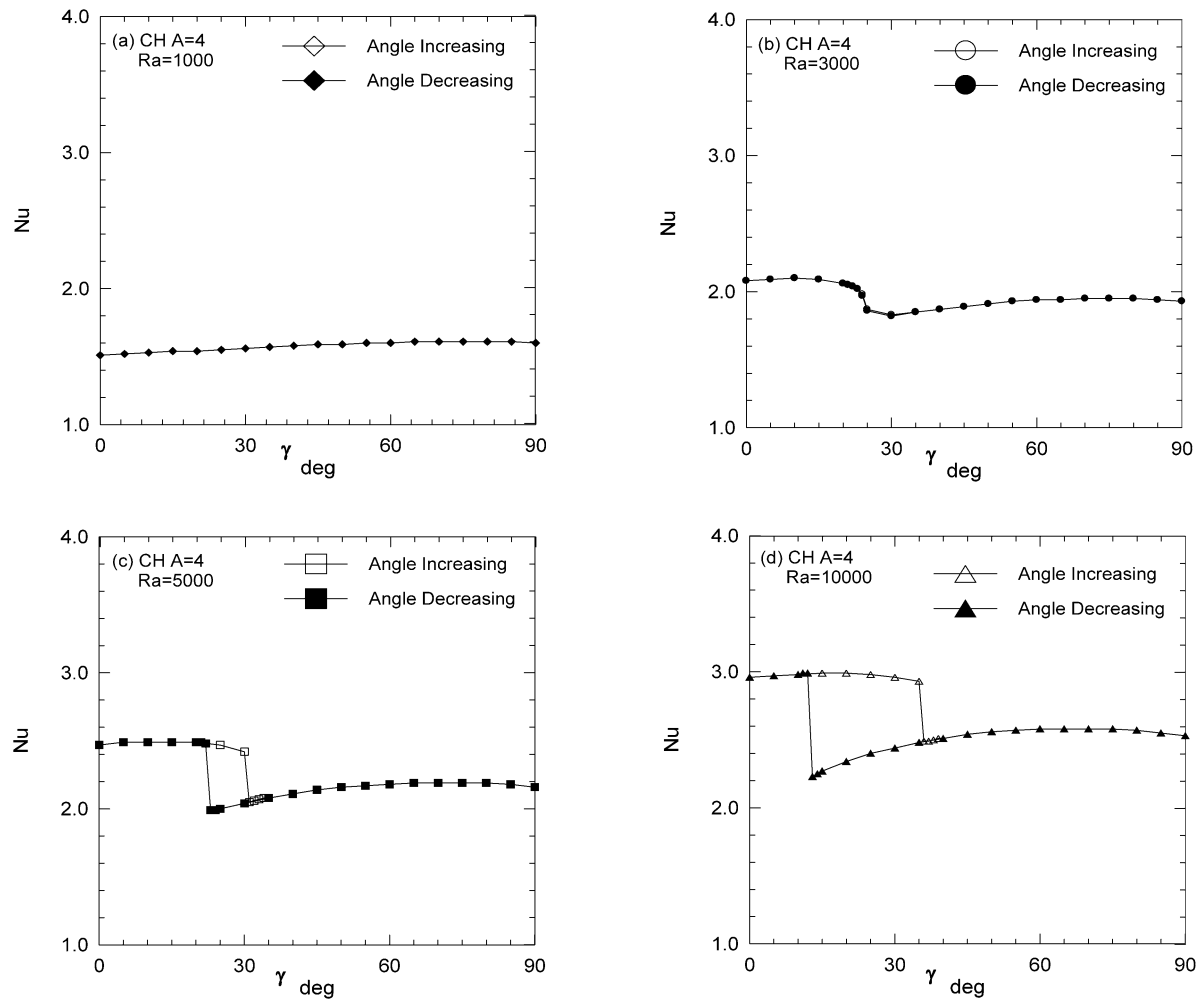 4.0
(a) CH A=4
Ra=1000
Angle Increasing
Angle Decreasing
3.0
Nu
2.0
1.0
0
30
60
90
γ
deg
4.0
(b) CH A=4
Ra=3000
Angle Increasing
Angle Decreasing
3.0
Nu
2.0
1.0
0
30
60
90
γ
deg
4.0
(c) CH A=4
Ra=5000
Angle Increasing
Angle Decreasing
3.0
Nu
2.0
1.0
0
30
60
90
γ
deg
4.0
(d) CH A=4
Ra=10000
Angle Increasing
Angle Decreasing
3.0
Nu
2.0
1.0
0
30
60
90
γ
deg